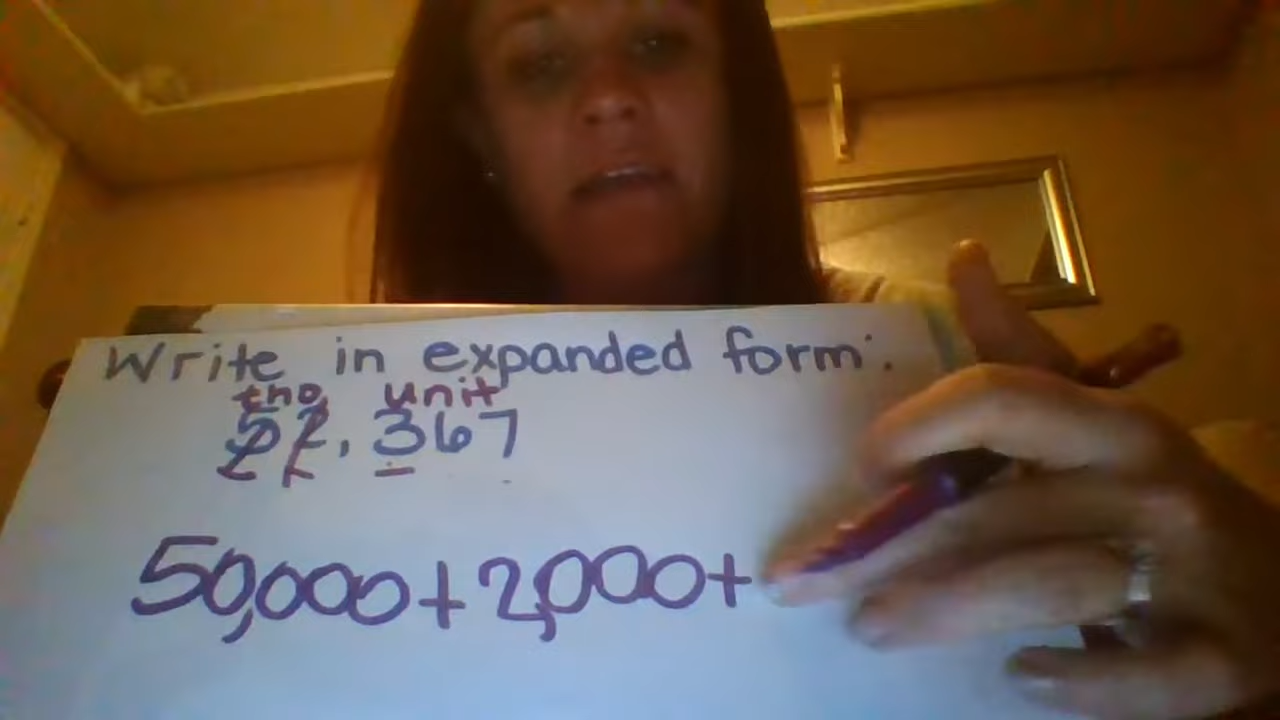 Write in expanded form:
tho unit
52,367
50,000+2,000+